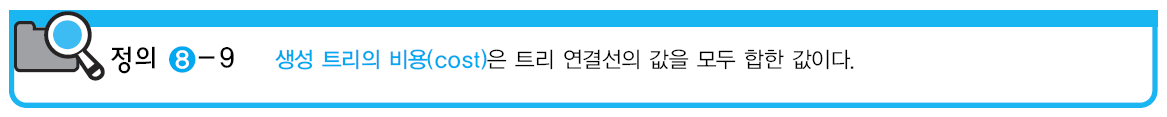 정의 8-9 생성 트리의 비용(cost)은 트리 연결선의 값을 모두 합한 값이다.